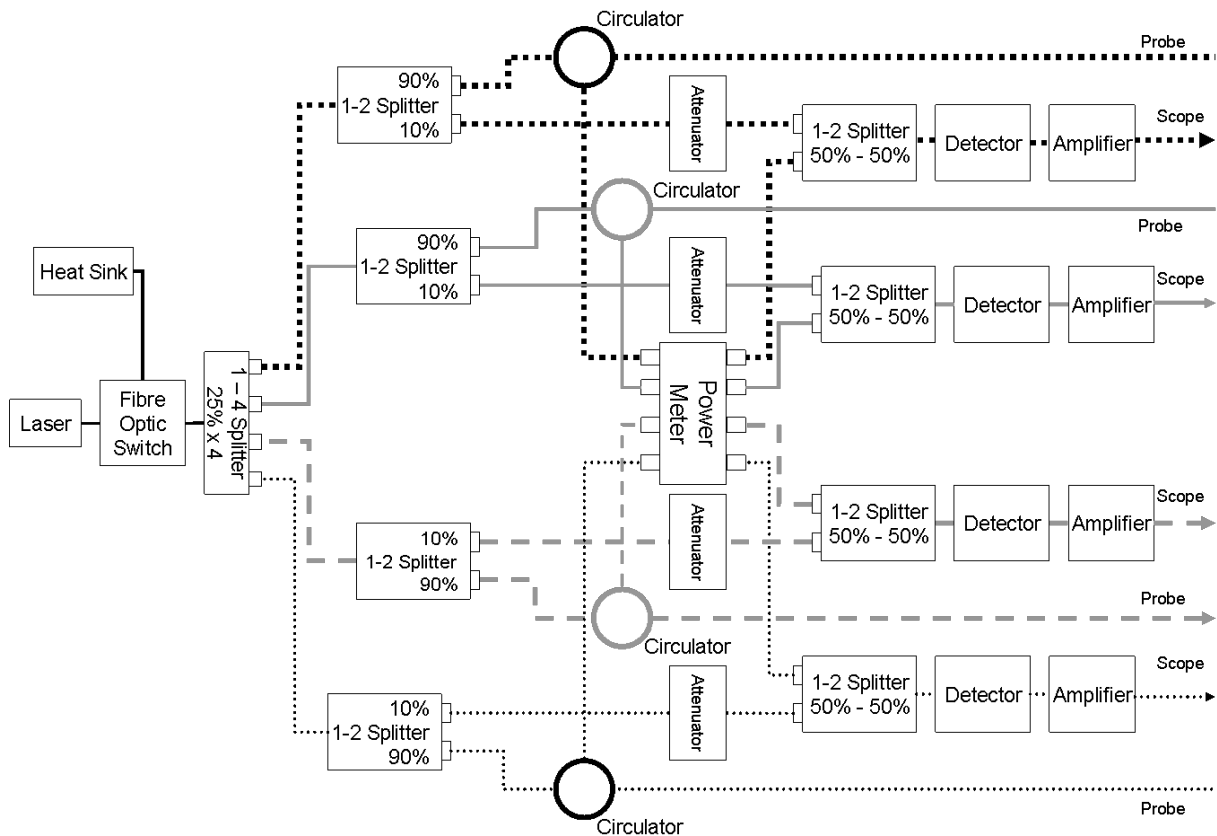 Circulator
Probe
90%
1-2 Splitter
10%
Attenuator
1-2 Splitter
50% - 50%
Detector
Amplifier
Scope
Circulator
Probe
90%
1-2 Splitter
10%
Attenuator
1-2 Splitter
50% - 50%
Detector
Amplifier
Scope
Heat Sink
Laser
Fibre
Optic
Switch
1 – 4 Splitter
25% x 4
Power
Meter
10%
1-2 Splitter
90%
Attenuator
1-2 Splitter
50% - 50%
Detector
Amplifier
Scope
Probe
Circulator
10%
1-2 Splitter
90%
Attenuator
1-2 Splitter
50% - 50%
Detector
Amplifier
Scope
Probe
Circulator